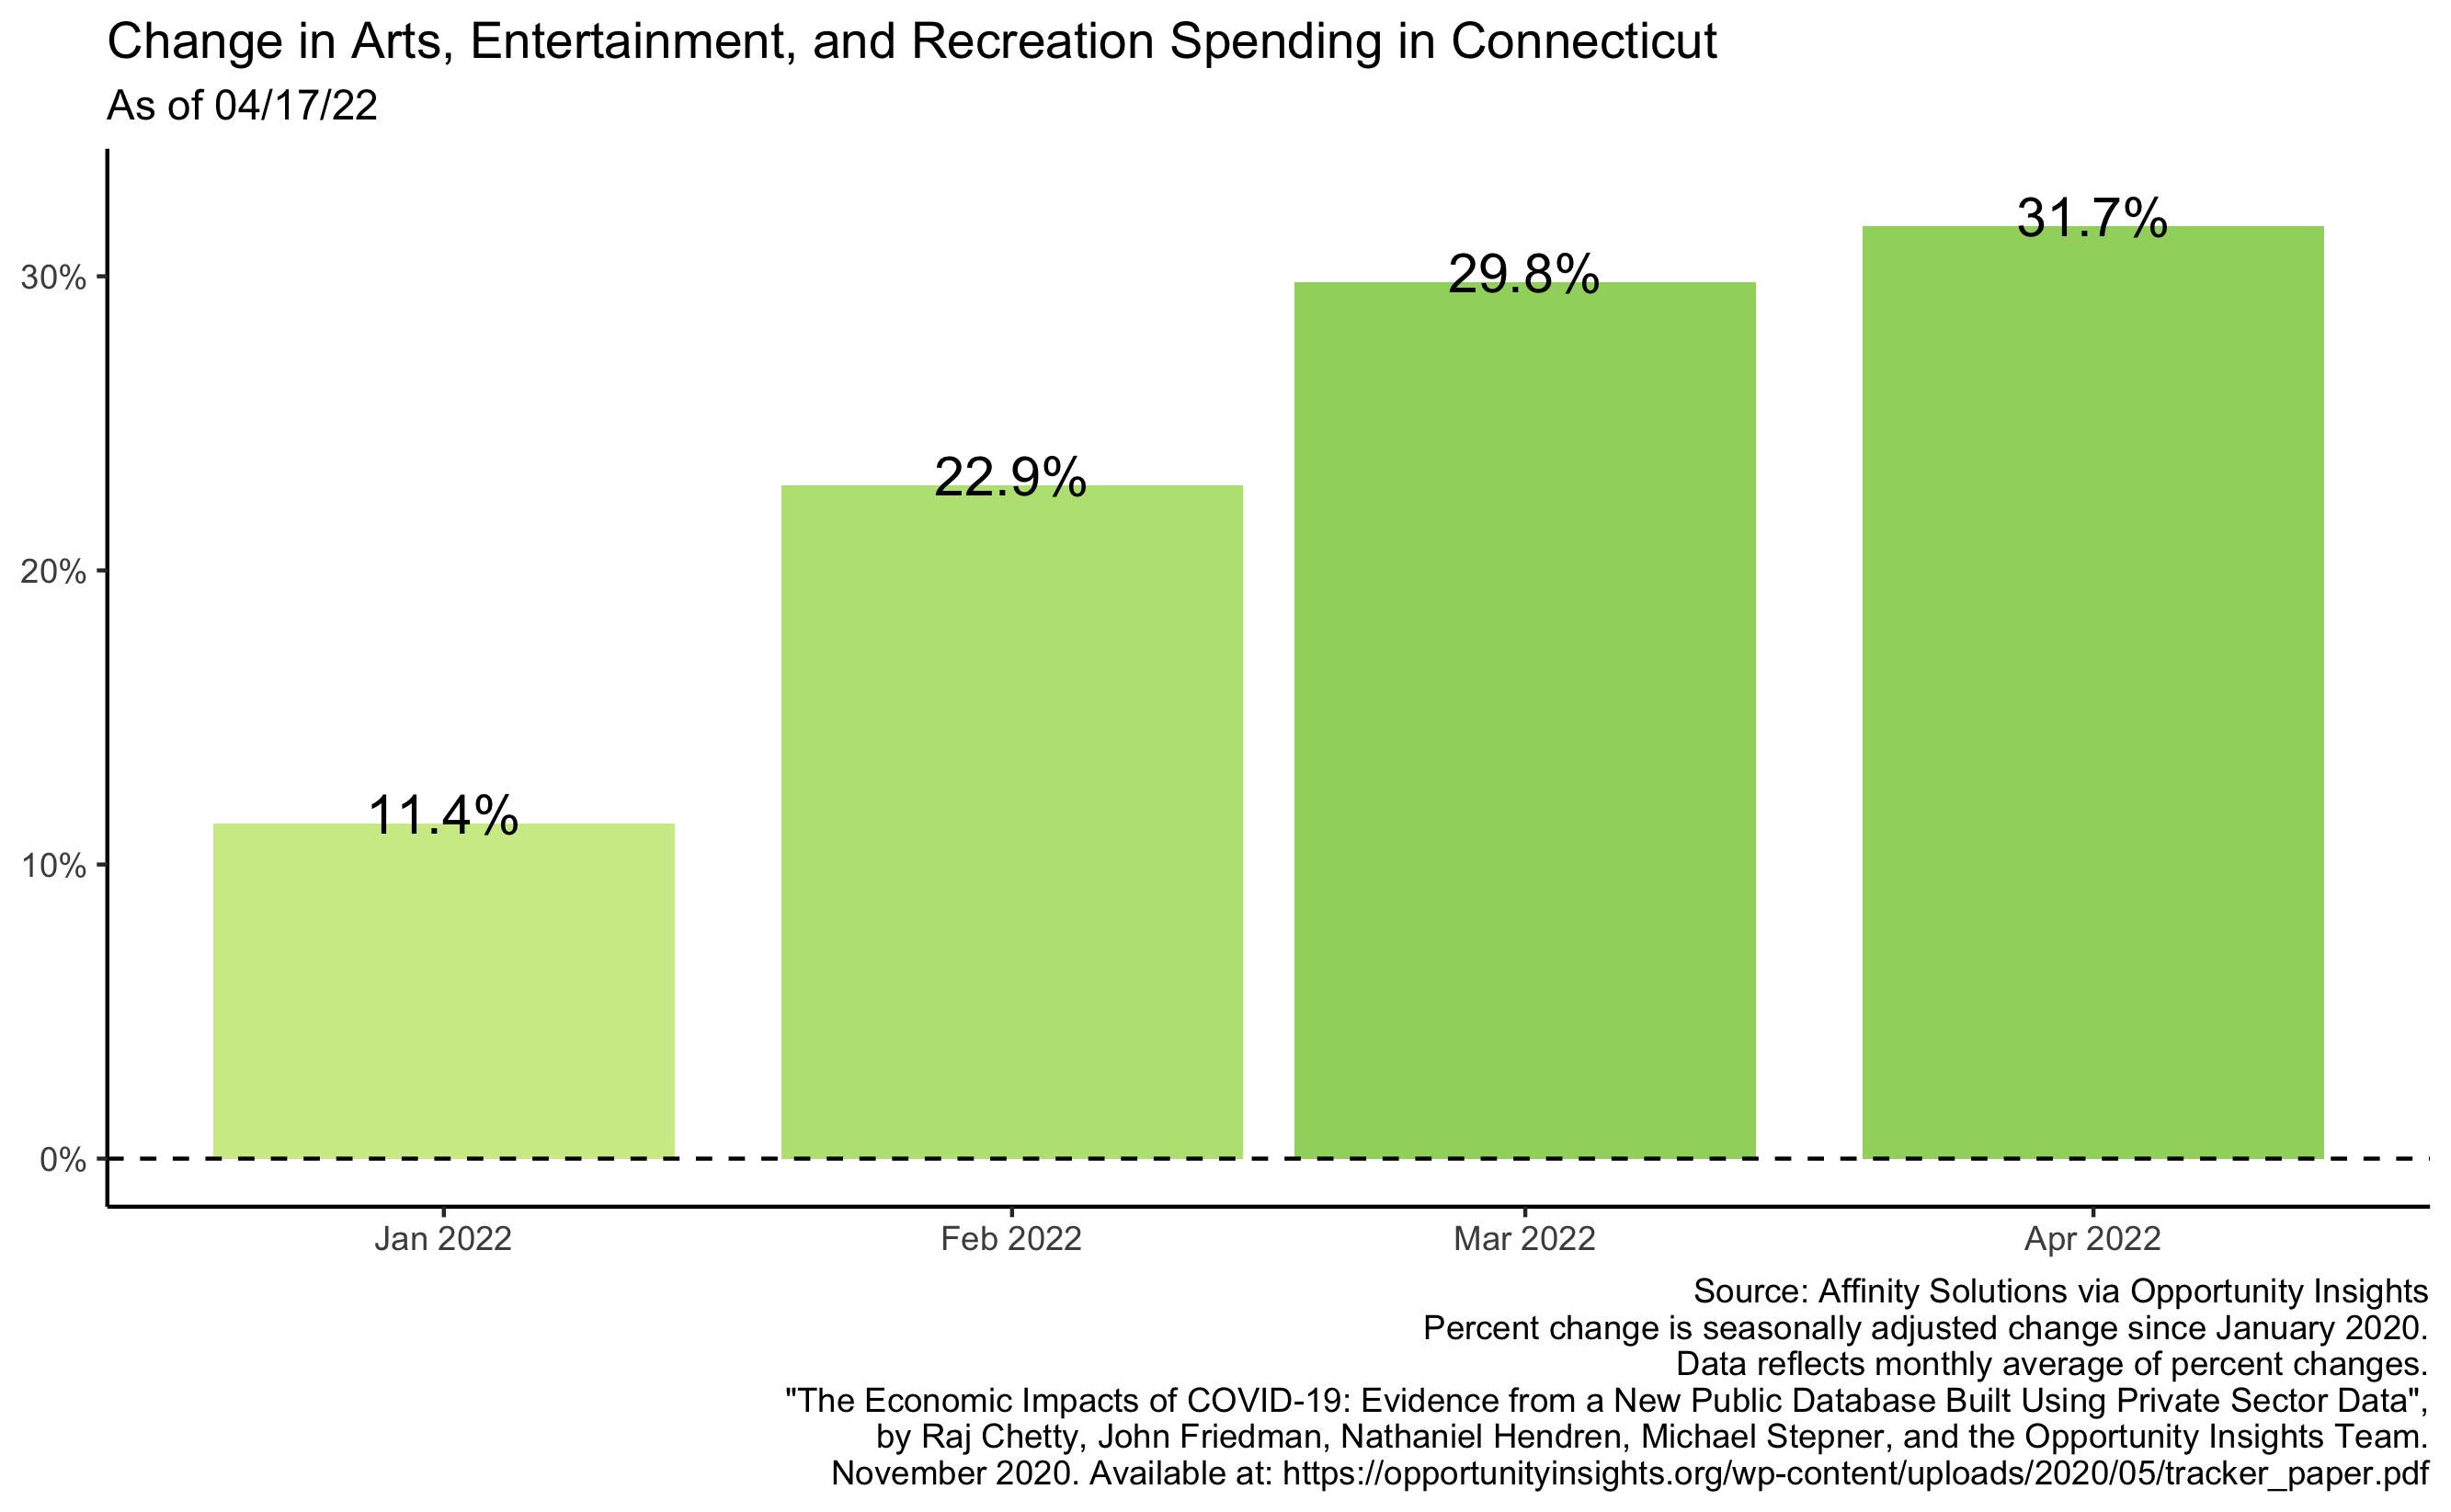 Change in Arts, Entertainment, and Recreation Spending in Connecticut
As of 04/17/22
31.7%
29.8%
22.9%
11.4%
30%
20%
10%
0%
Jan 2022
Feb 2022
Mar 2022
Apr 2022
Source: Affinity Solutions via Opportunity Insights
Percent change is seasonally adjusted change since January 2020.
Data reflects monthly average of percent changes.
"The Economic Impacts of COVID-19: Evidence from a New Public Database Built Using Private Sector Data",
by Raj Chetty, John Friedman, Nathaniel Hendren, Michael Stepner, and the Opportunity Insights Team.
November 2020. Available at: https://opportunityinsights.org/wp-content/uploads/2020/05/tracker_paper.pdf